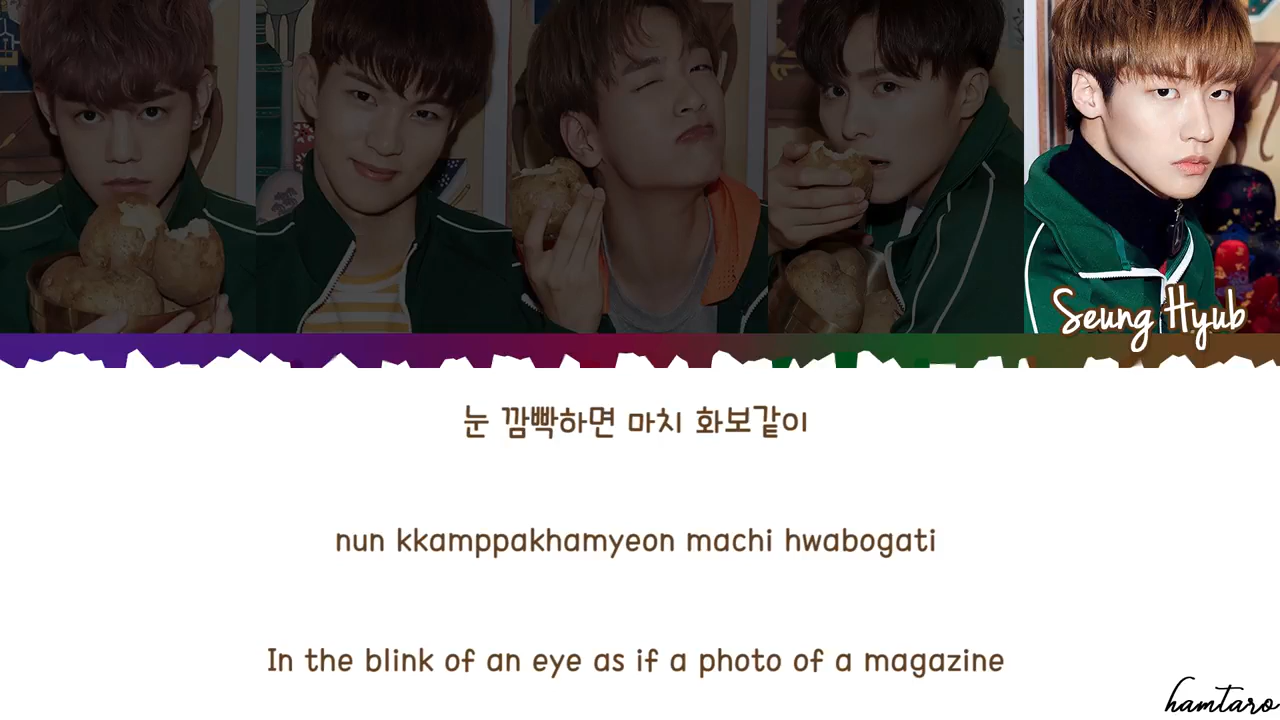 Seung Hyub
눈 깜빡하면 마치 화보같이
nun kkamppakhamyeon machi hwabogati
In the blink of an eye as if a photo of a magazine
hamtaro